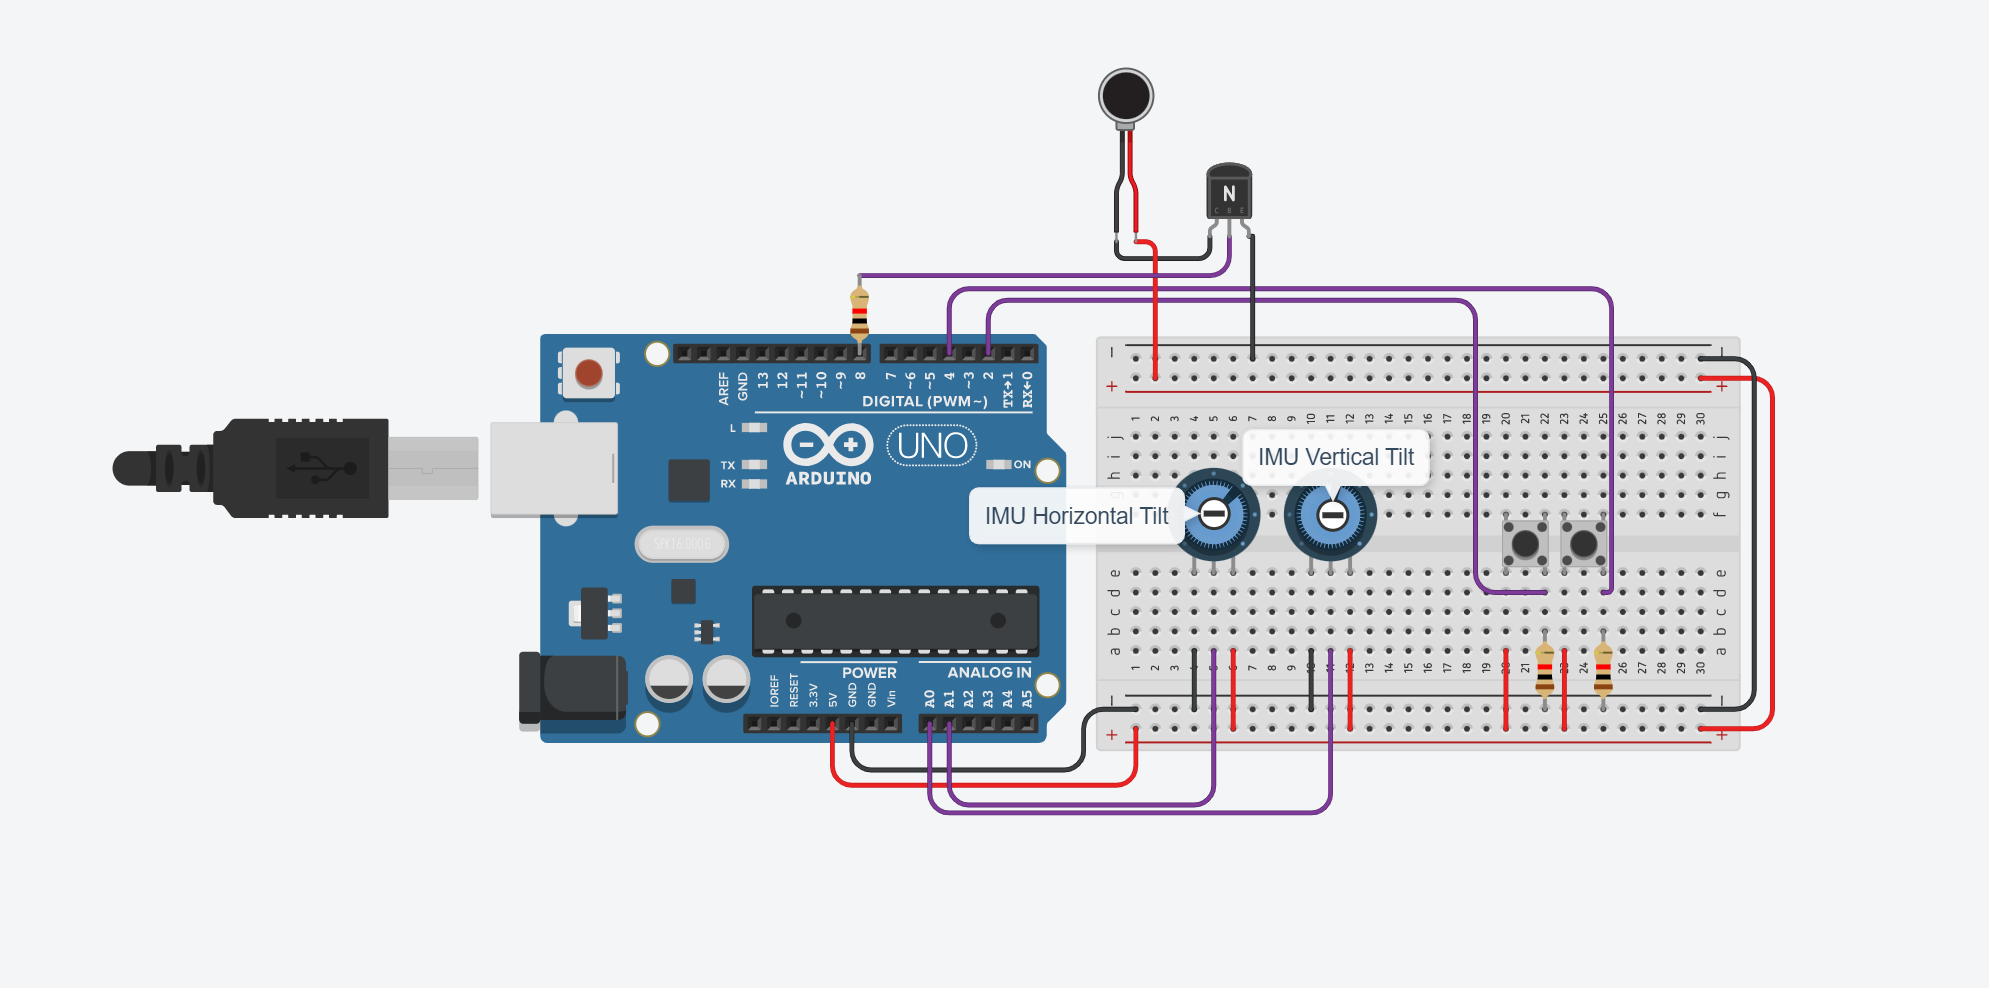 N
C B E
AREF
GND
13
12
~11
~10
~9
8
7
~6
~5
4
~3
2
TX→1
RX←0
DIGITAL (PWM~)
L
TX
RX
ARDUINO
UNO
ON
SPK16.000G
POWER
ANALOG IN
IOREF
RESET
3.3V
5V
GND
GND
Vin
A0
A1
A2
A3
A4
A5
IMU Horizontal Tilt
IMU Vertical Tilt
− −
+ +
1 2 3 4 5 6 7 8 9 10 11 12 13 14 15 16 17 18 19 20 21 22 23 24 25 26 27 28 29 30
j j
i i
h h
g g
f f
e e
d d
c c
b b
a a
1 2 3 4 5 6 7 8 9 10 11 12 13 14 15 16 17 18 19 20 21 23 24 26 27 28 29 30
− −
+ +